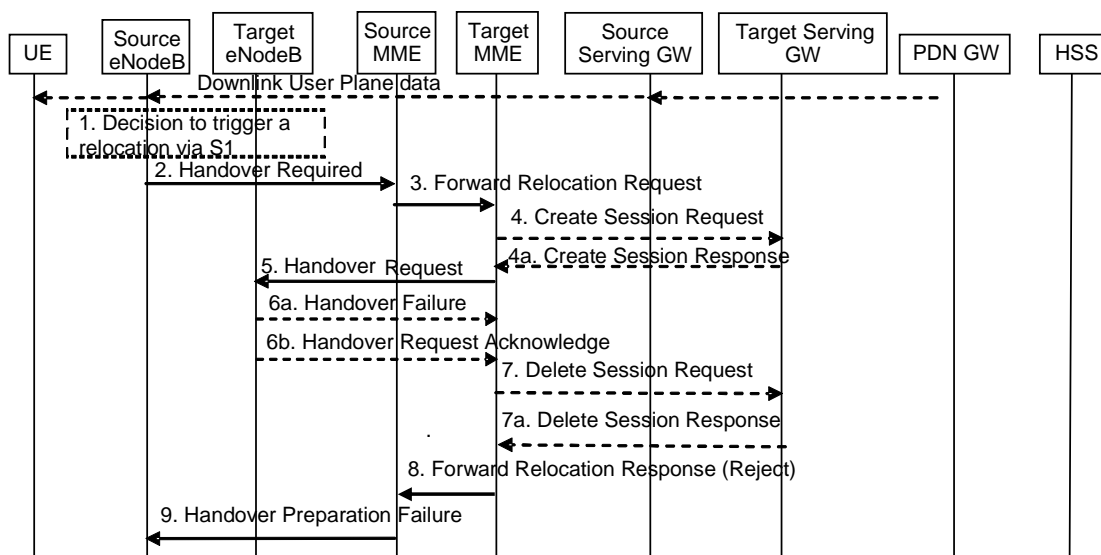 UE
Source
eNodeB
Target
eNodeB
Source
MME
Target
MME
Source
Serving GW
Target Serving
GW
PDN GW
HSS
Downlink User Plane data
1. Decision to trigger a
relocation via S1
2. Handover Required
3. Forward Relocation Request
4. Create Session Request
4a. Create Session Response
5. Handover Request
6a. Handover Failure
6b. Handover Request Acknowledge
7. Delete Session Request
7a. Delete Session Response
8. Forward Relocation Response (Reject)
9. Handover Preparation Failure